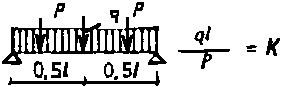 P q P
ql / P = K
0,5l 0,5l